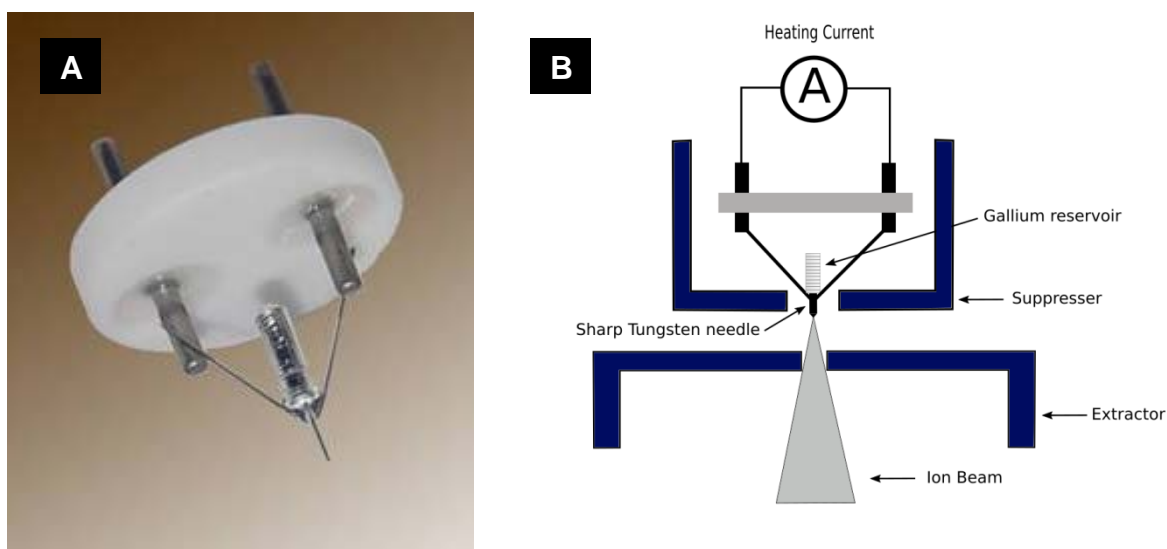 A
B
Heating Current
A
Gallium reservoir
Suppresser
Sharp Tungsten needle
Extractor
Ion Beam